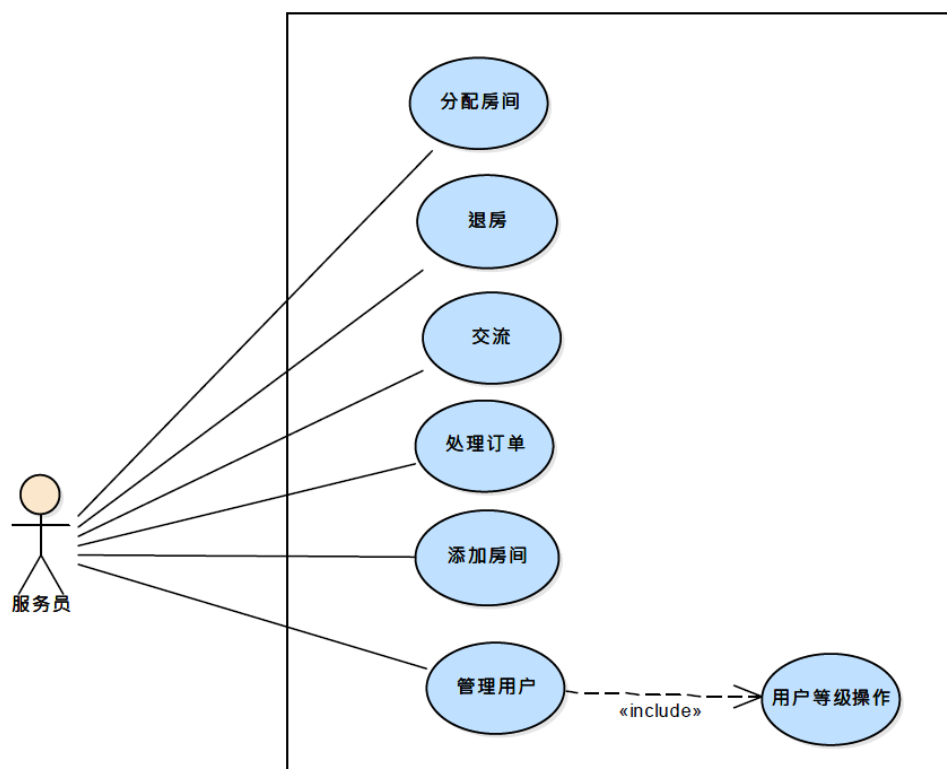 分配房间
退房
交流
处理订单
添加房间
服务员
管理用户
用户等级操作
«include»